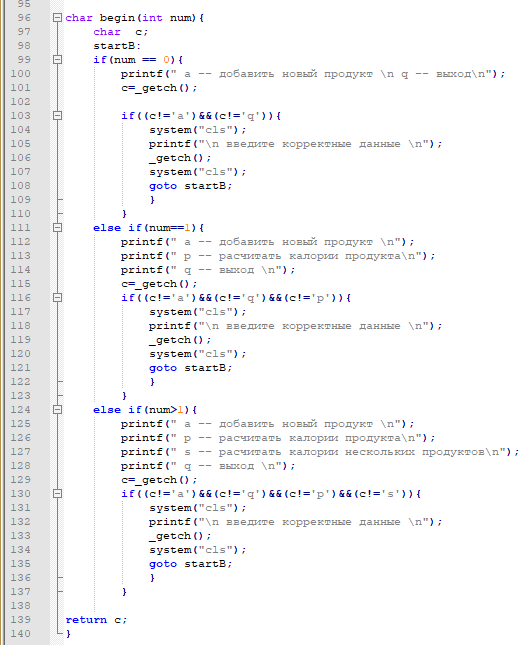 95
96 char begin(int num){
97 char c;
98 startB:
99 if(num == 0){
100 printf(" a -- добавить новый продукт \n q -- выход\n");
101 c=_getch();
102
103 if((c!='a')&&(c!='q')){
104 system("cls");
105 printf("\n введите корректные данные \n");
106 _getch();
107 system("cls");
108 goto startB;
109 }
110 }
111 else if(num==1){
112 printf(" a -- добавить новый продукт \n");
113 printf(" p -- расчитать калории продукта\n");
114 printf(" q -- выход \n");
115 c=_getch();
116 if((c!='a')&&(c!='q')&&(c!='p')){
117 system("cls");
118 printf("\n введите корректные данные \n");
119 _getch();
120 system("cls");
121 goto startB;
122 }
123 }
124 else if(num>1){
125 printf(" a -- добавить новый продукт \n");
126 printf(" p -- расчитать калории продукта\n");
127 printf(" s -- расчитать калории нескольких продуктов\n");
128 printf(" q -- выход \n");
129 c=_getch();
130 if((c!='a')&&(c!='q')&&(c!='p')&&(c!='s')){
131 system("cls");
132 printf("\n введите корректные данные \n");
133 _getch();
134 system("cls");
135 goto startB;
136 }
137 }
138
139 return c;
140 }